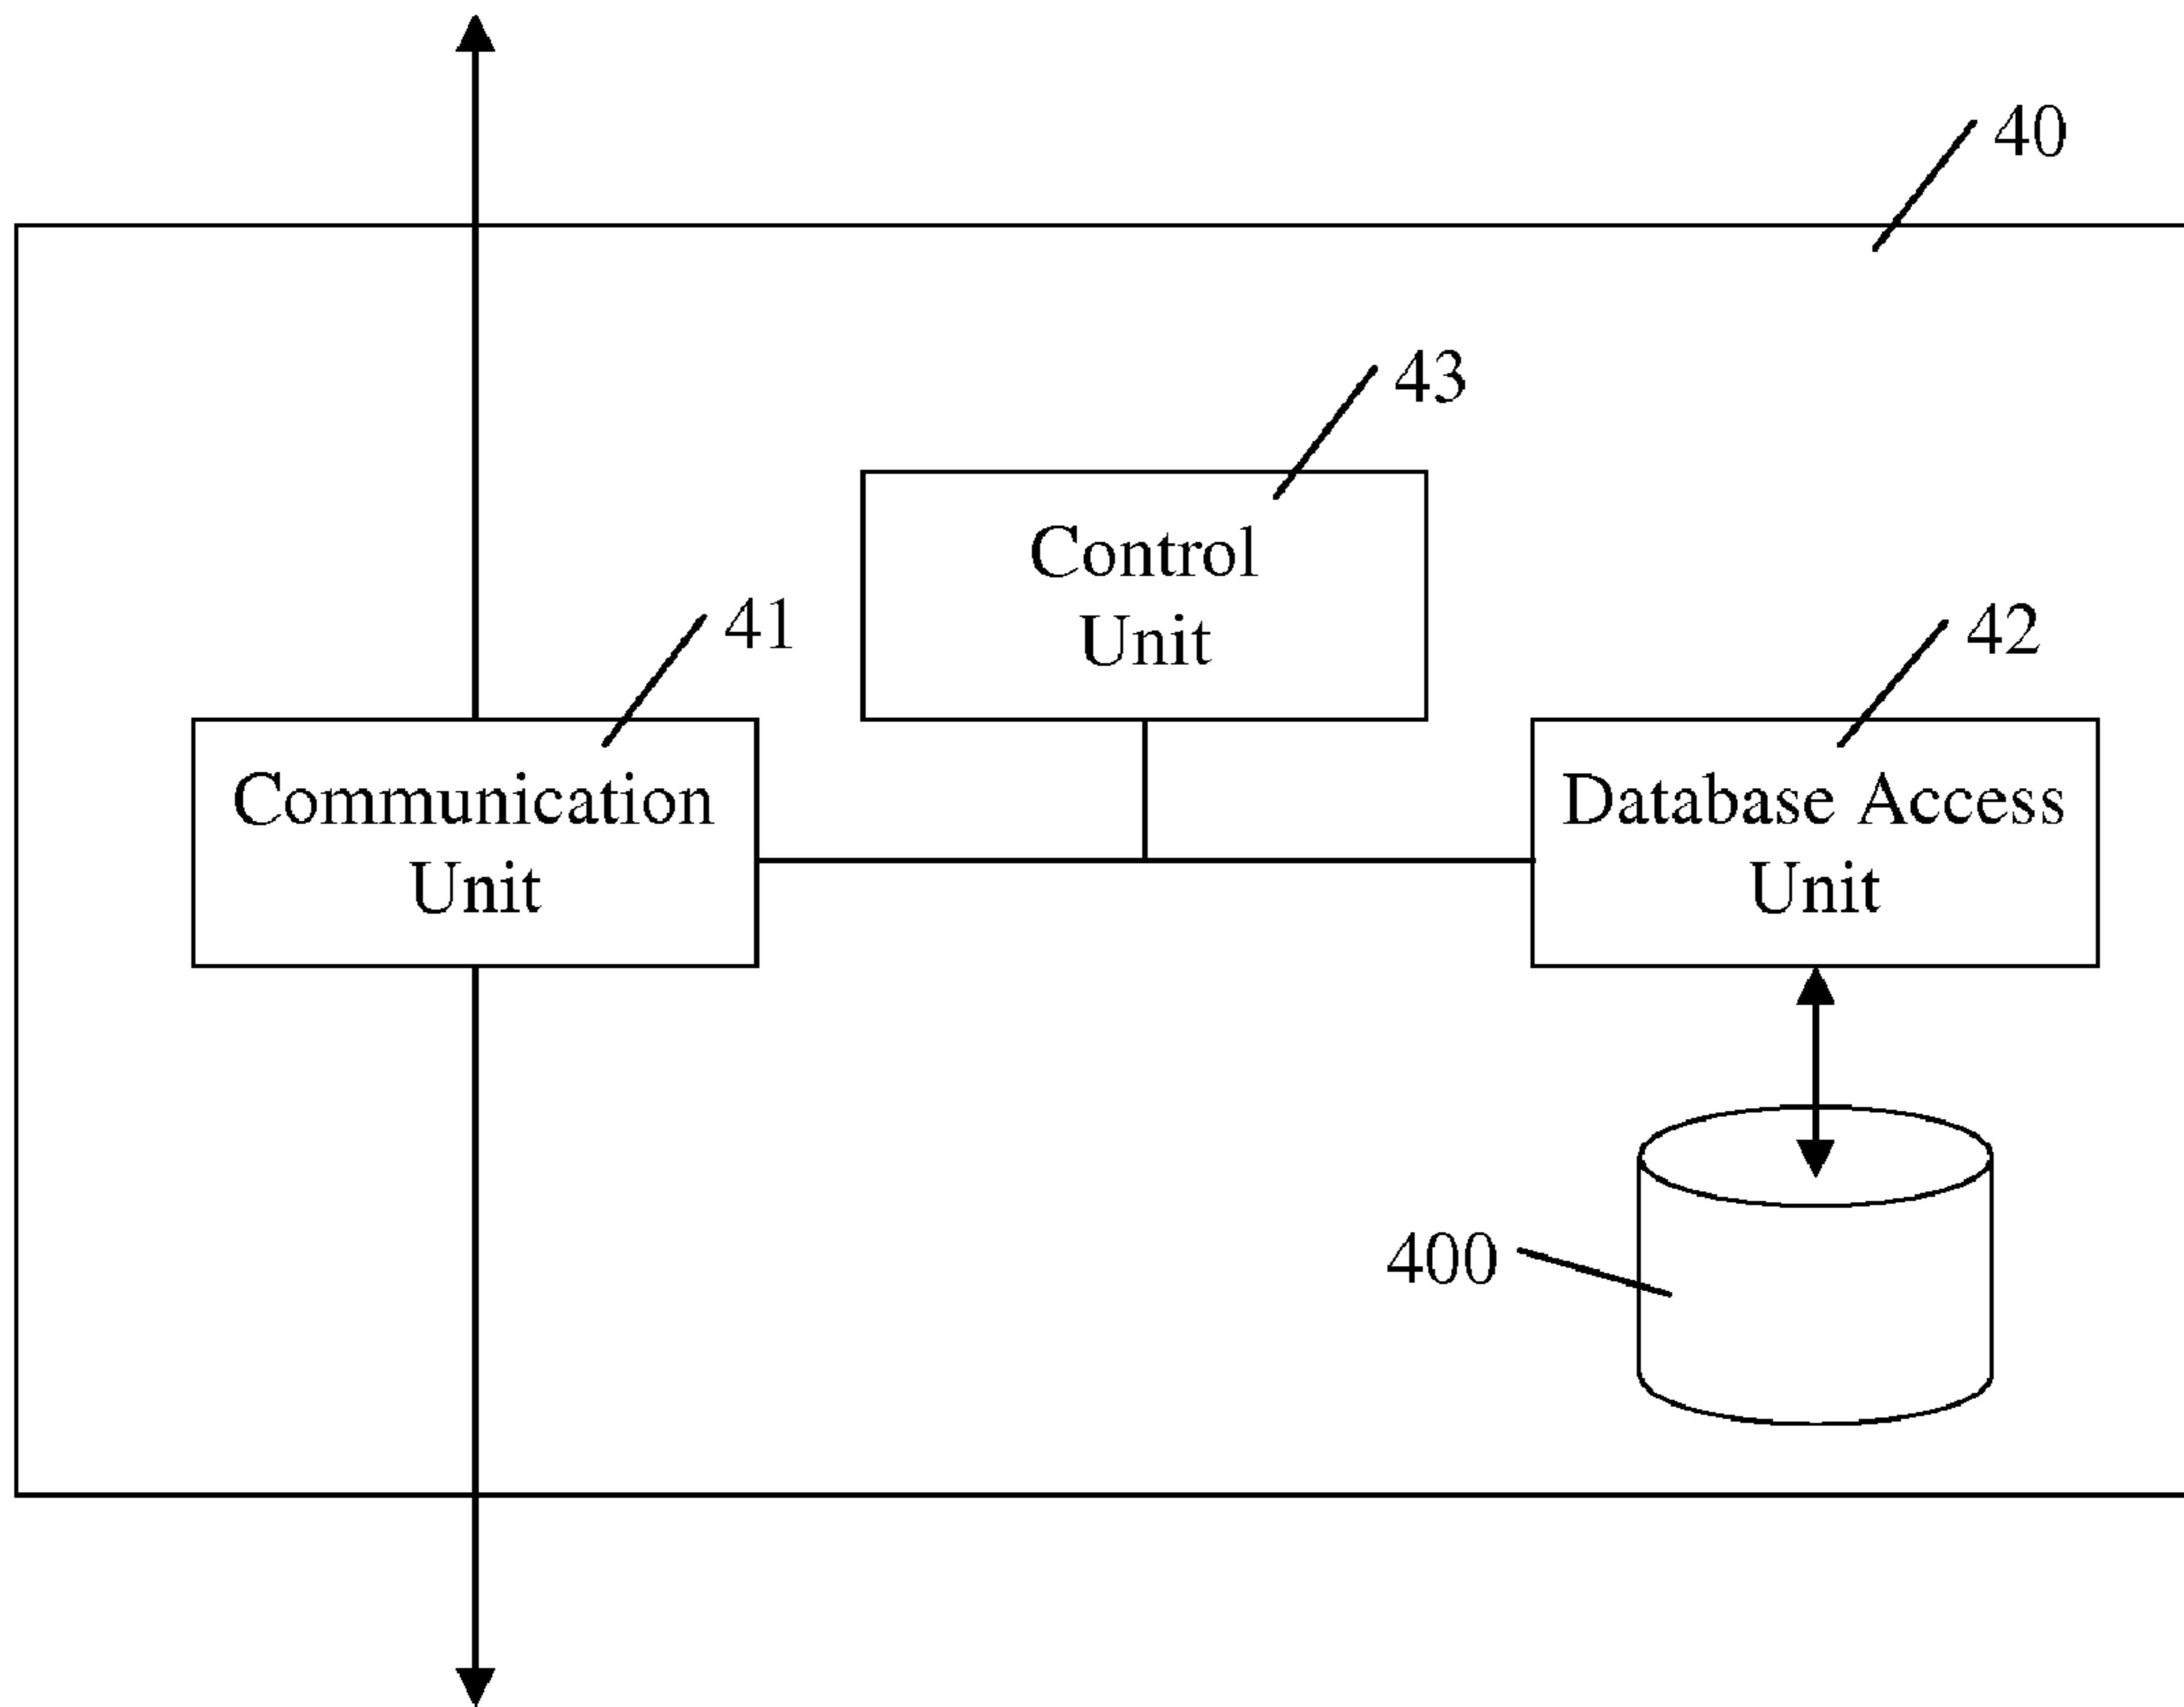 40
43
Control
Unit
41
42
Communication
Unit
Database Access
Unit
400